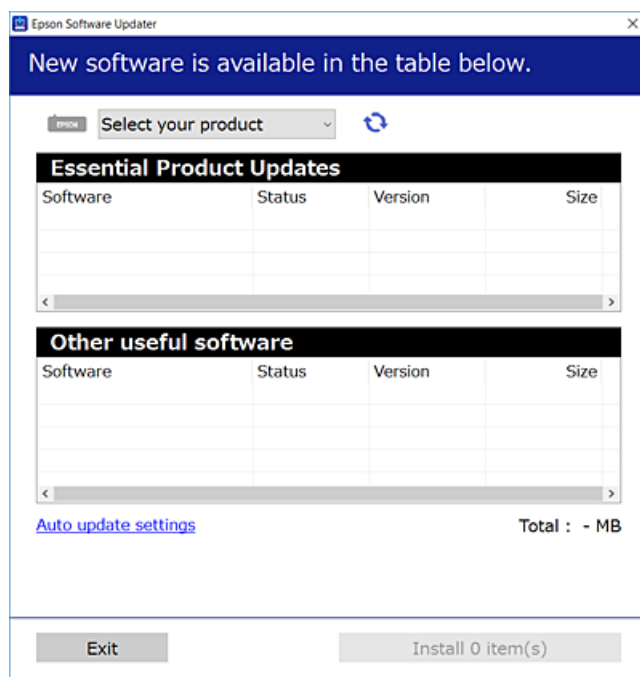 Epson Software Updater
New software is available in the table below.
EPSON Select your product
Essential Product Updates
Software Status Version Size
Other useful software
Software Status Version Size
Auto update settings Total : - MB
Exit Install 0 item(s)